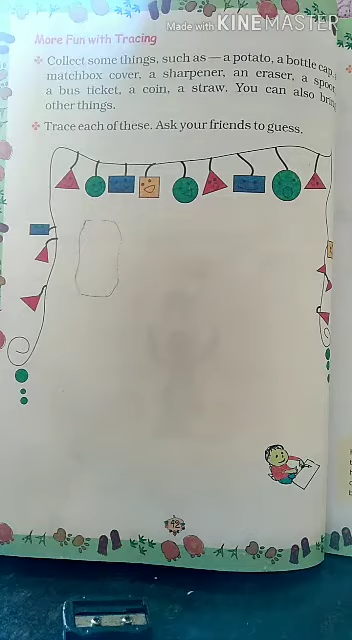 Made with KINEMASTER
More Fun with Tracing
Collect some things, such as — a potato, a bottle cap,
matchbox cover, a sharpener, an eraser, a spoon
a bus ticket, a coin, a straw. You can also bring
other things.
Trace each of these. Ask your friends to guess.
42